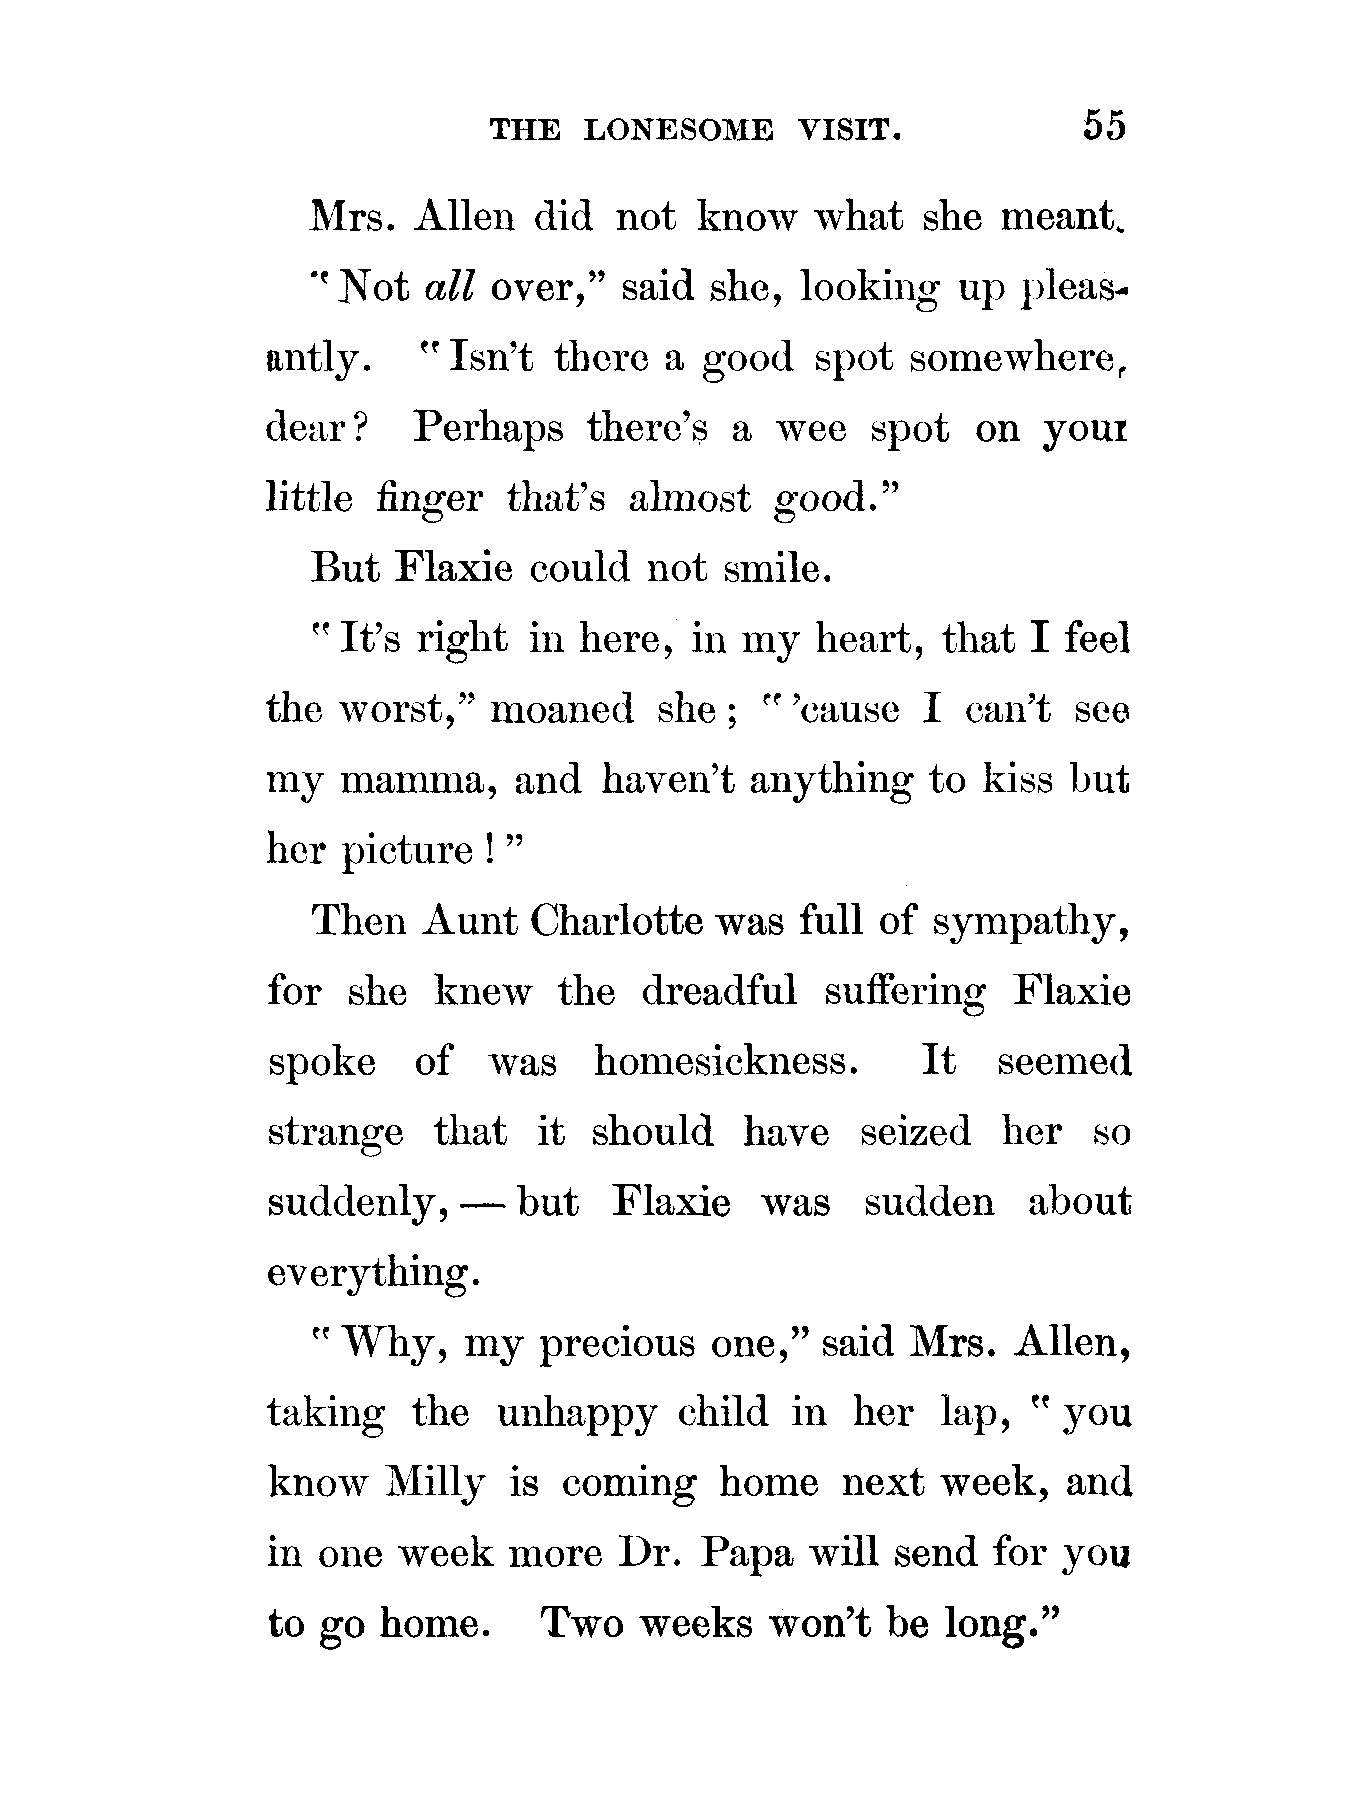 THE LONESOME VISIT. 55
Mrs. Allen did not know what she meant.
"Not all over," said she, looking up pleas-
antly. "Isn't there a good spot somewhere,
dear? Perhaps there's a wee spot on your
little finger that's almost good."
But Flaxie could not smile.
"It's right in here, in my heart, that I feel
the worst," moaned she; "'cause I can't see
my mamma, and haven't anything to kiss but
her picture!"
Then Aunt Charlotte was full of sympathy,
for she knew the dreadful suffering Flaxie
spoke of was homesickness. It seemed
strange that it should have seized her so
suddenly, — but Flaxie was sudden about
everything.
"Why, my precious one," said Mrs. Allen,
taking the unhappy child in her lap, "you
know Milly is coming home next week, and
in one week more Dr. Papa will send for you
to go home. Two weeks won't be long."